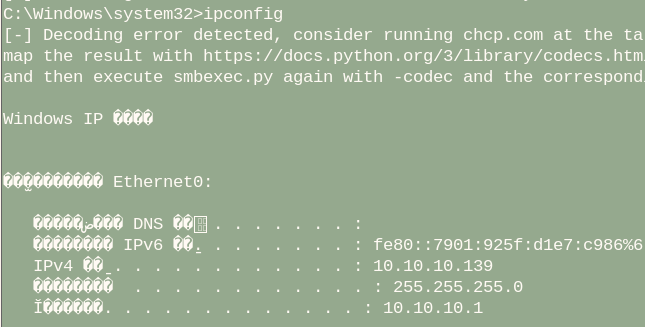 C:\Windows\system32>ipconfig
[-] Decoding error detected, consider running chcp.com at the ta
map the result with https://docs.python.org/3/library/codecs.htm
and then execute smbexec.py again with -codec and the correspond
Windows IP ����
Ethernet0:
DNS . . . . . . . :
�������� IPv6 . . . . . . . : fe80::7901:925f:d1e7:c986%6
IPv4 . . . . . . . . . . . . : 10.10.10.139
�������� . . . . . . . . . . . . : 255.255.255.0
. . . . . . . . . . . . . : 10.10.10.1